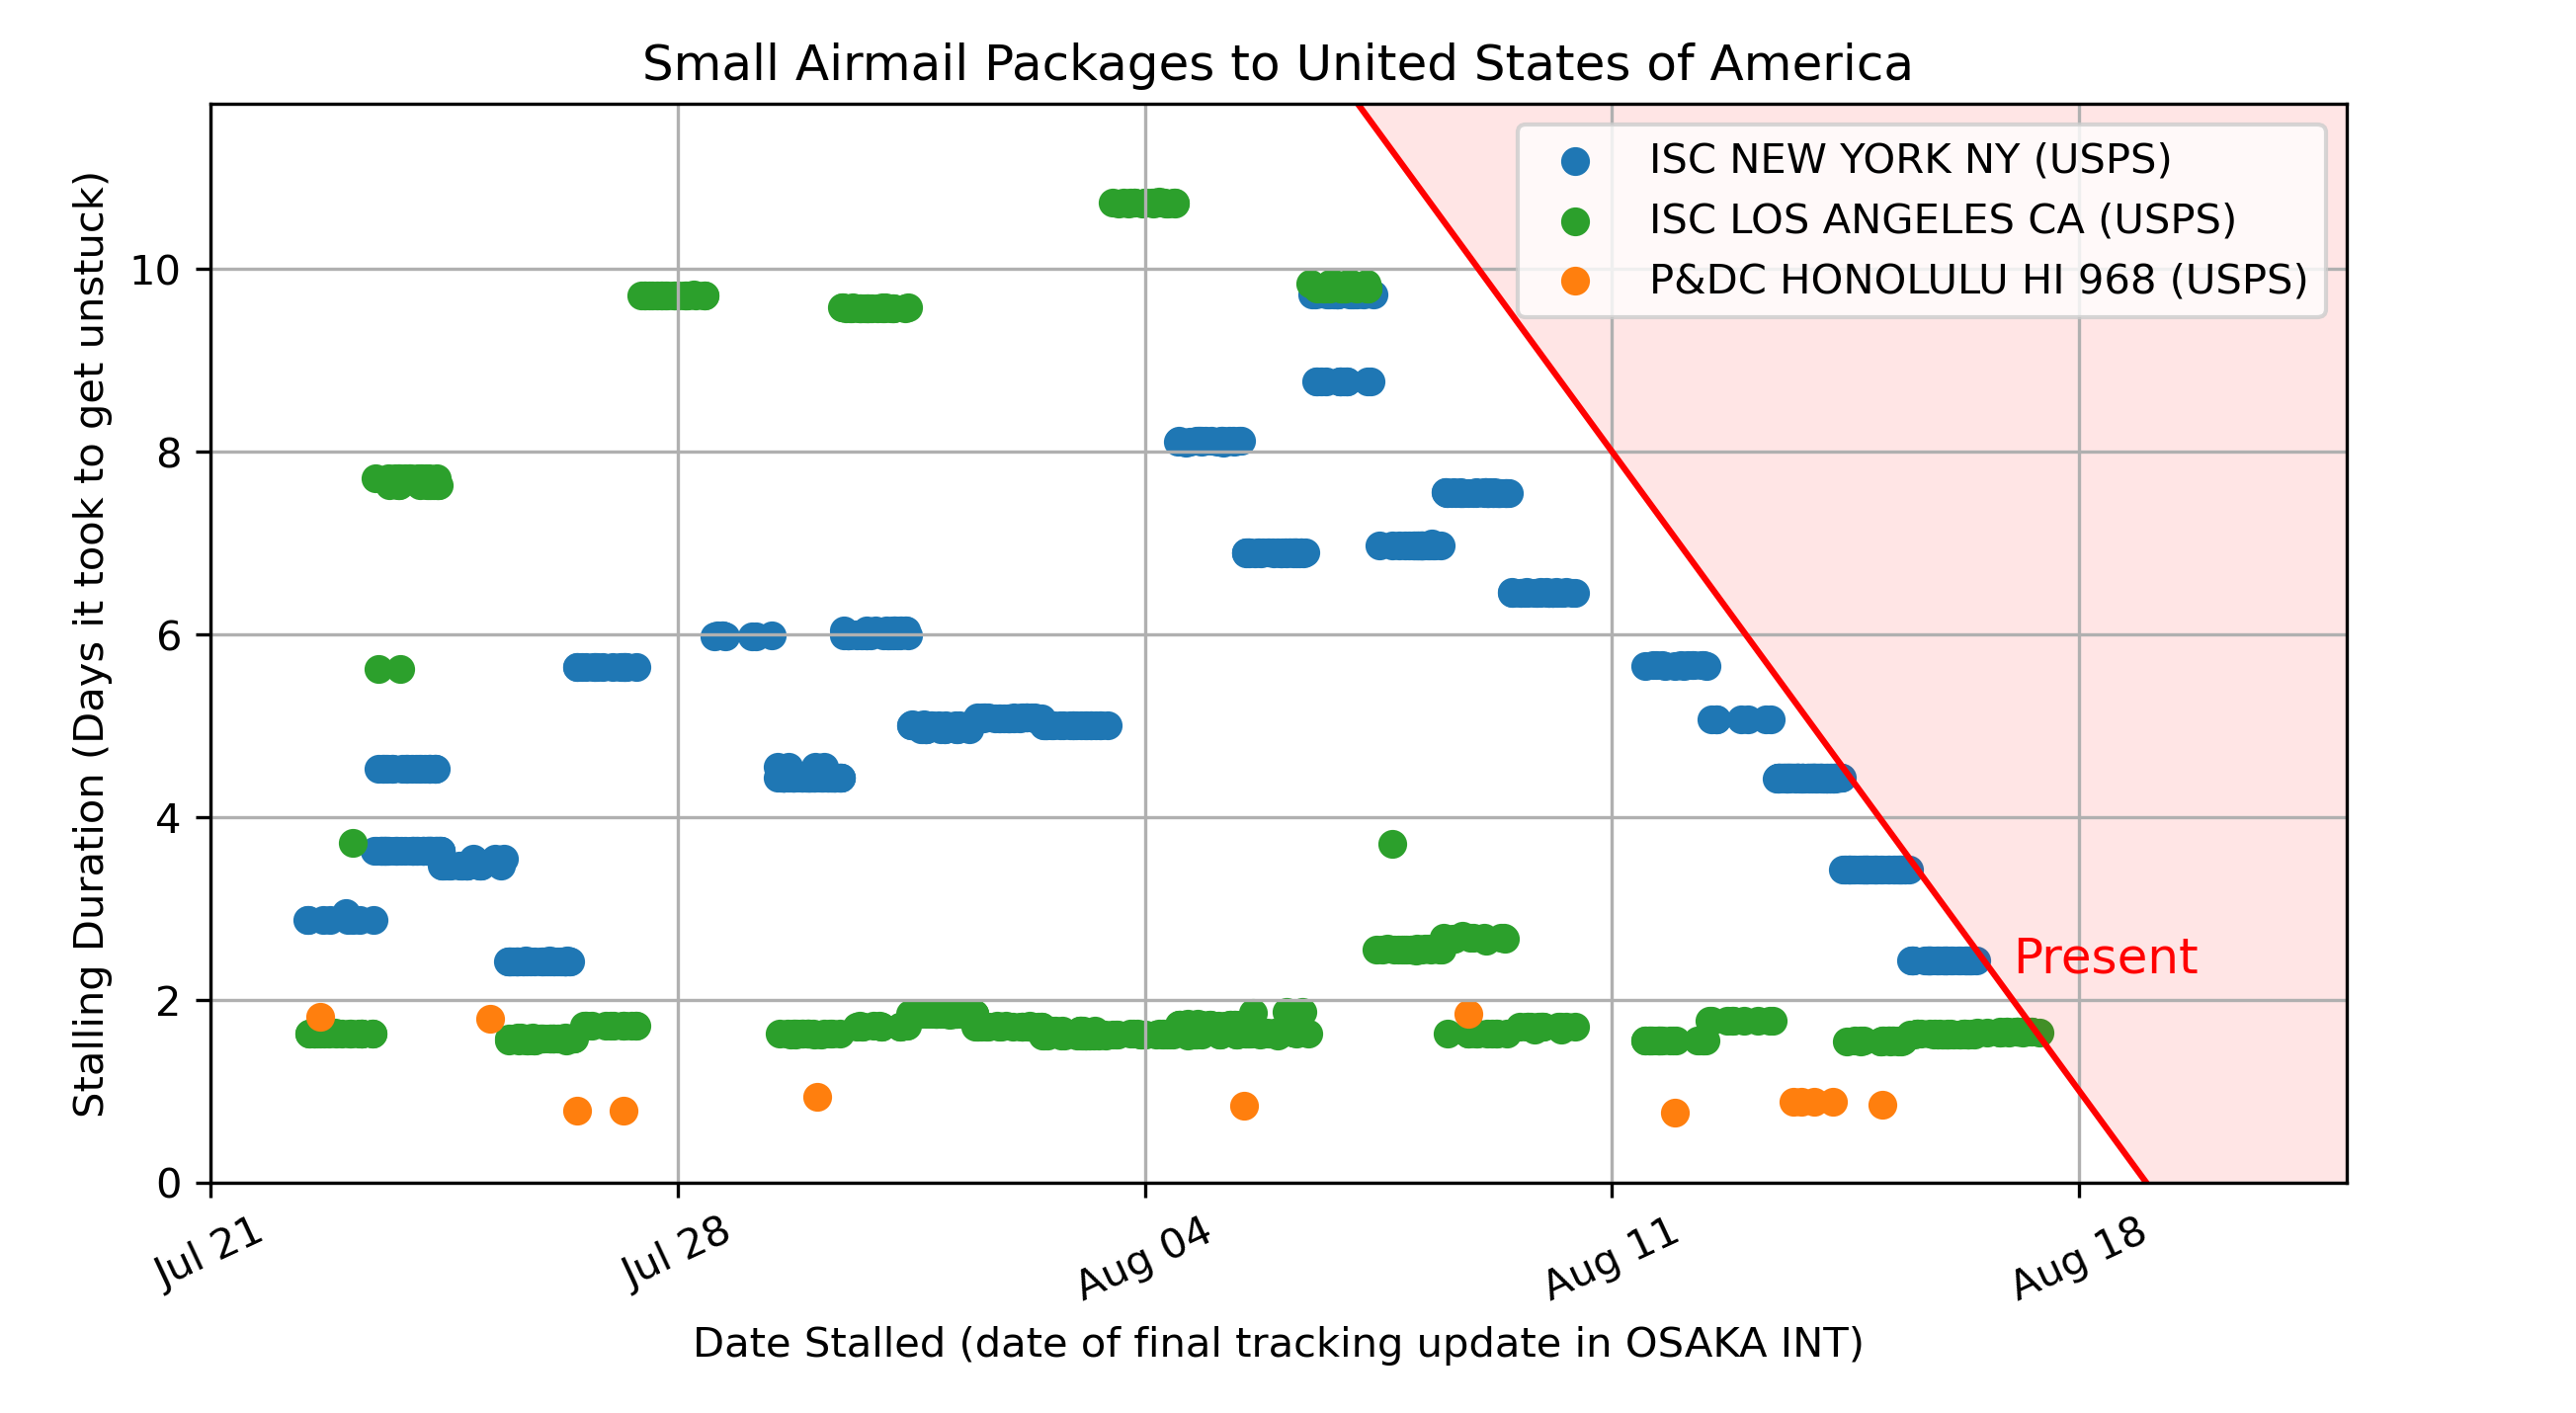 Small Airmail Packages to United States of America
ISC NEW YORK NY (USPS)
ISC LOS ANGELES CA (USPS)
P&DC HONOLULU HI 968 (USPS)
Stalling Duration (Days it took to get unstuck)
10
8
6
4
2
0
Present
Jul 21
Jul 28
Aug 04
Aug 11
Aug 18
Date Stalled (date of final tracking update in OSAKA INT)